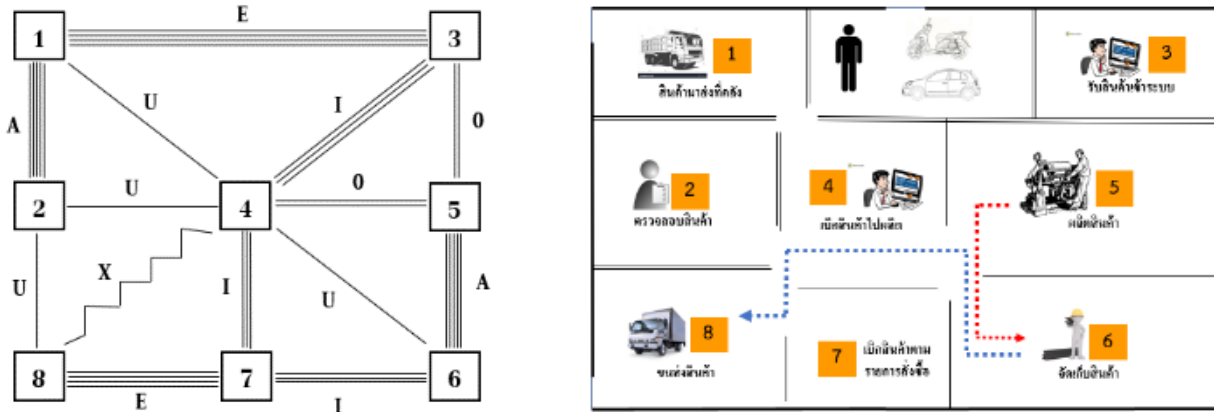 E
1
3
A
U
I
0
2
U
4
0
5
U
X
I
U
A
8
7
6
E
I
1
สินค้ามาส่งที่คลัง
3
รับสินค้าเข้าระบบ
2
ตรวจสอบสินค้า
4
เบิกสินค้าไปผลิต
5
ผลิตสินค้า
8
ขนส่งสินค้า
7
เบิกสินค้าตาม
รายการสั่งซื้อ
6
จัดเก็บสินค้า